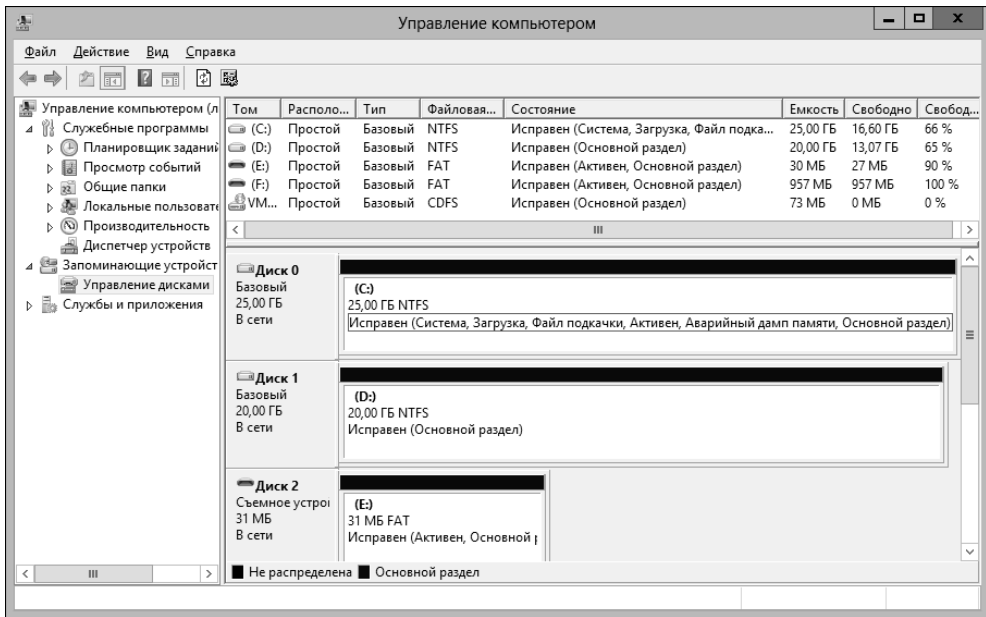 Управление компьютером
Файл Действие Вид Справка
Управление компьютером (л
Служебные программы
Планировщик заданий
Просмотр событий
Общие папки
Локальные пользовате
Производительность
Диспетчер устройств
Запоминающие устройст
Управление дисками
Службы и приложения
Том Располо... Тип Файловая... Состояние Емкость Свободно Свобод...
(C:) Простой Базовый NTFS Исправен (Система, Загрузка, Файл подка... 25,00 ГБ 16,60 ГБ 66 %
(D:) Простой Базовый NTFS Исправен (Основной раздел) 20,00 ГБ 13,07 ГБ 65 %
(E:) Простой Базовый FAT Исправен (Активен, Основной раздел) 30 МБ 27 МБ 90 %
(F:) Простой Базовый FAT Исправен (Активен, Основной раздел) 957 МБ 957 МБ 100 %
VM... Простой Базовый CDFS Исправен (Основной раздел) 73 МБ 0 МБ 0 %
Диск 0
Базовый
25,00 ГБ
В сети
(C:)
25,00 ГБ NTFS
Исправен (Система, Загрузка, Файл подкачки, Активен, Аварийный дамп памяти, Основной раздел)
Диск 1
Базовый
20,00 ГБ
В сети
(D:)
20,00 ГБ NTFS
Исправен (Основной раздел)
Диск 2
Съемное устро
31 МБ
В сети
(E:)
31 МБ FAT
Исправен (Активен, Основной р
Не распределена Основной раздел